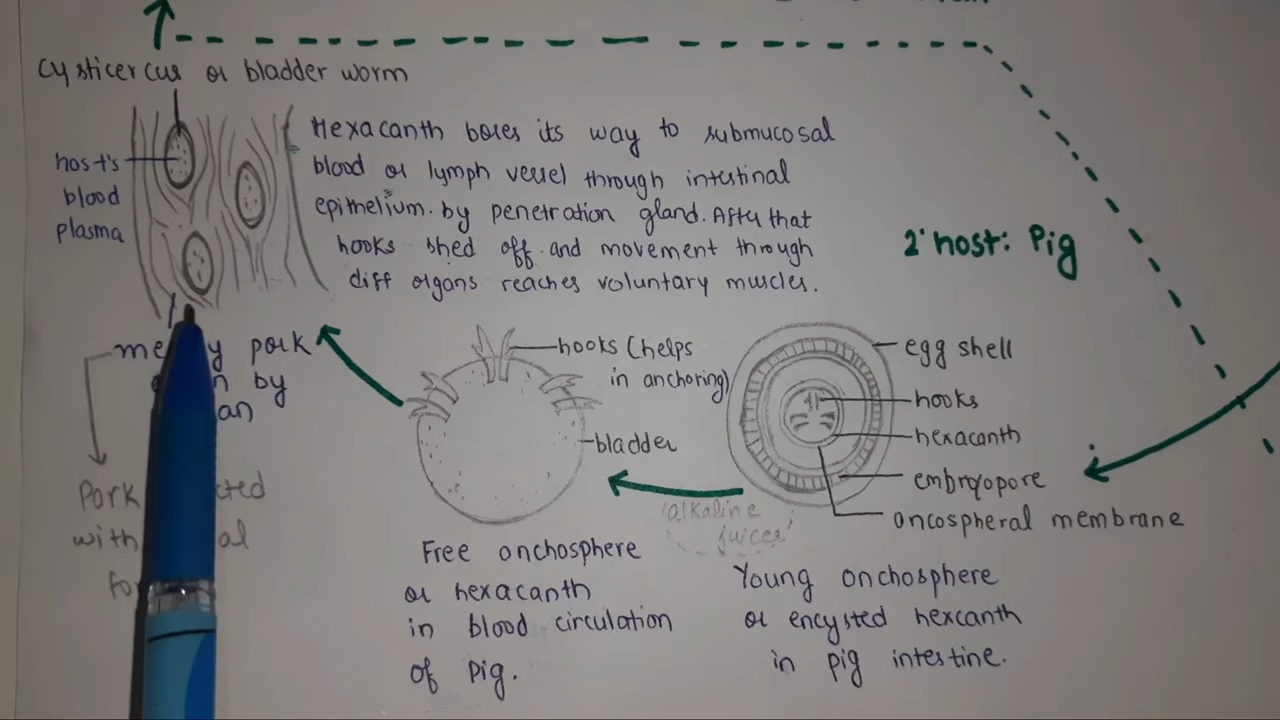 Cysticercus or bladder worm
host's
blood
plasma
Hexacanth bores its way to submucosal
blood or lymph vessel through intestinal
epithelium. by penetration gland. After that
hooks shed off and movement through
diff organs reaches voluntary muscles.
2° host: Pig
pork
by
hooks (helps
in anchoring)
bladder
egg shell
hooks
hexacanth
embryopore
oncospheral membrane
Pork
with
'alkaline
juices'
Free onchosphere
or hexacanth
in blood circulation
of Pig.
Young onchosphere
or encysted hexcanth
in pig intestine.